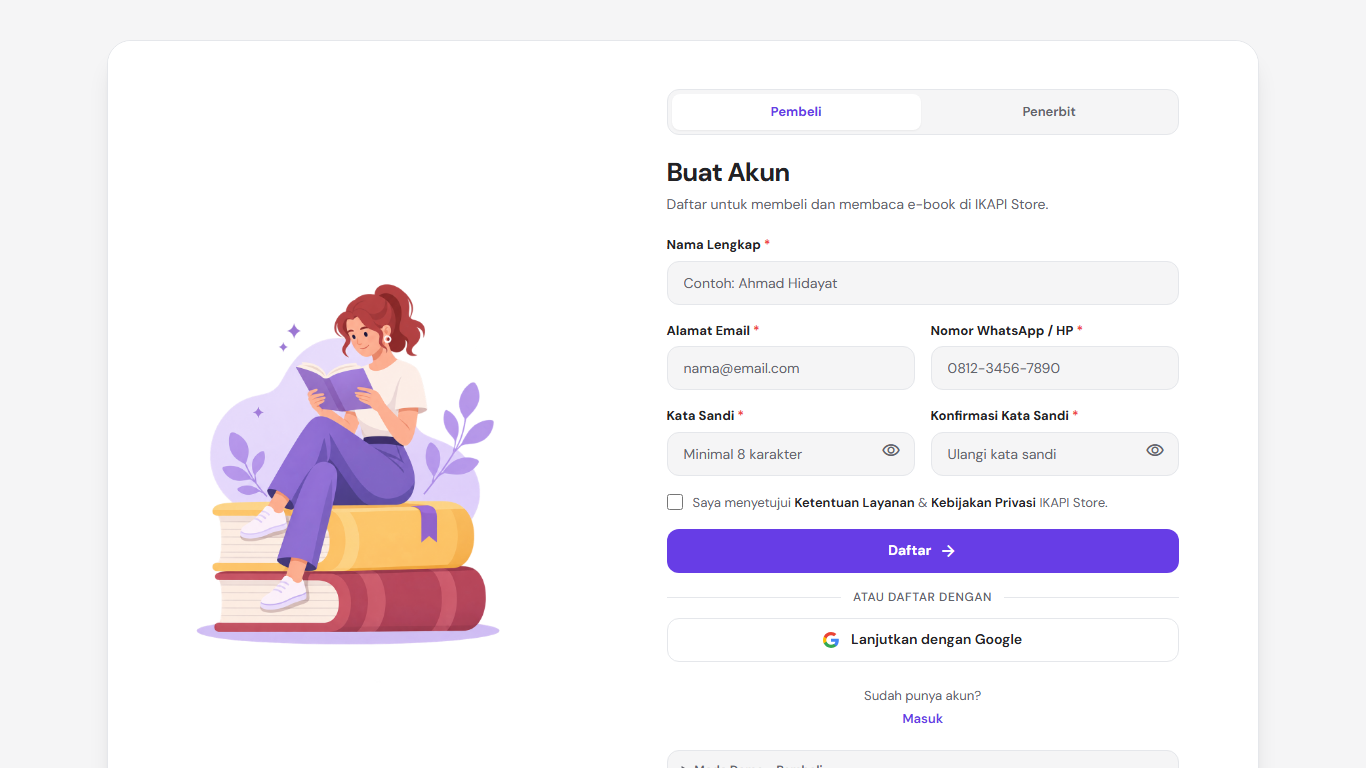 Pembeli
Penerbit
Buat Akun
Daftar untuk membeli dan membaca e-book di IKAPI Store.
Nama Lengkap *
Contoh: Ahmad Hidayat
Alamat Email *
Nomor WhatsApp / HP *
nama@email.com
0812-3456-7890
Kata Sandi *
Konfirmasi Kata Sandi *
Minimal 8 karakter
Ulangi kata sandi
Saya menyetujui Ketentuan Layanan & Kebijakan Privasi IKAPI Store.
Daftar →
ATAU DAFTAR DENGAN
Lanjutkan dengan Google
Sudah punya akun?
Masuk